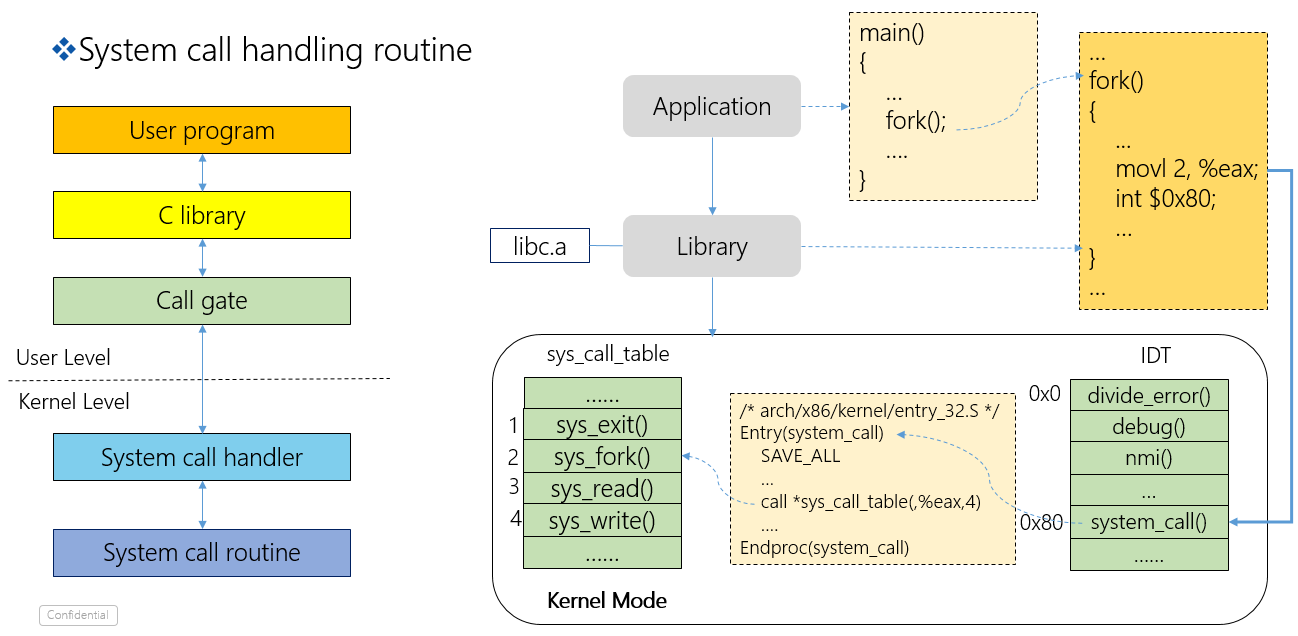 System call handling routine
User program
C library
Call gate
User Level
Kernel Level
System call handler
System call routine
Confidential
Application
libc.a
Library
main()
{
...
fork();
....
}
...
fork()
{
...
movl 2, %eax;
int $0x80;
...
}
...
sys_call_table
......
1 sys_exit()
2 sys_fork()
3 sys_read()
4 sys_write()
......
/* arch/x86/kernel/entry_32.S */
Entry(system_call)
SAVE_ALL
...
call *sys_call_table(,%eax,4)
....
Endproc(system_call)
IDT
0x0 divide_error()
debug()
nmi()
...
0x80 system_call()
......
Kernel Mode